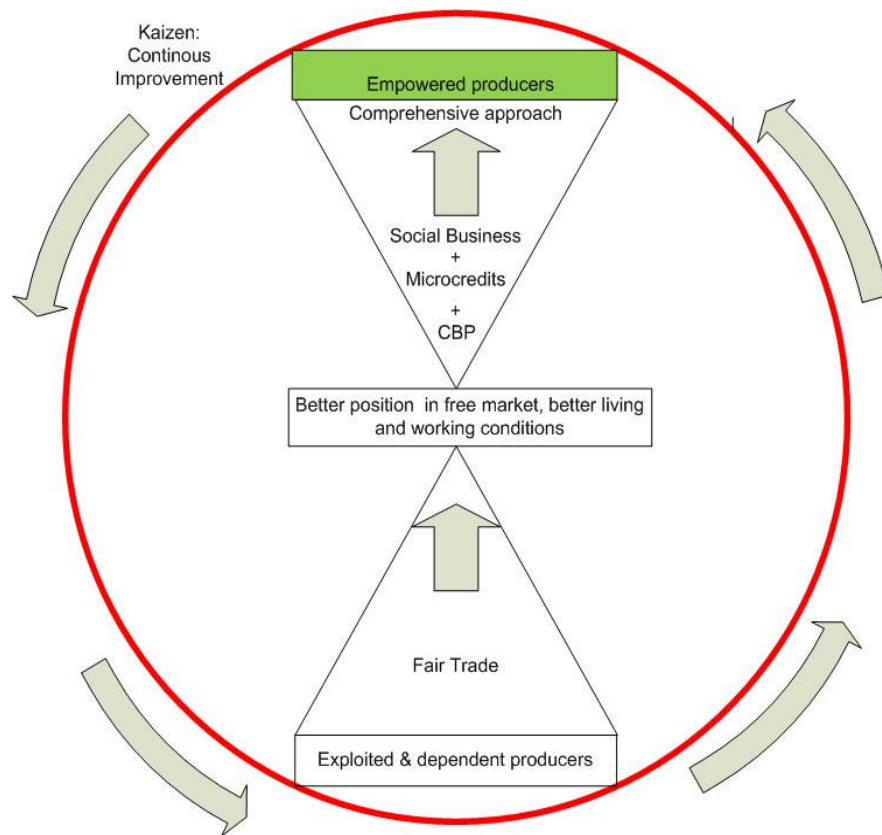 Kaizen:
Continous
Improvement
Empowered producers
Comprehensive approach
Social Business
+
Microcredits
+
CBP
Better position in free market, better living
and working conditions
Fair Trade
Exploited & dependent producers